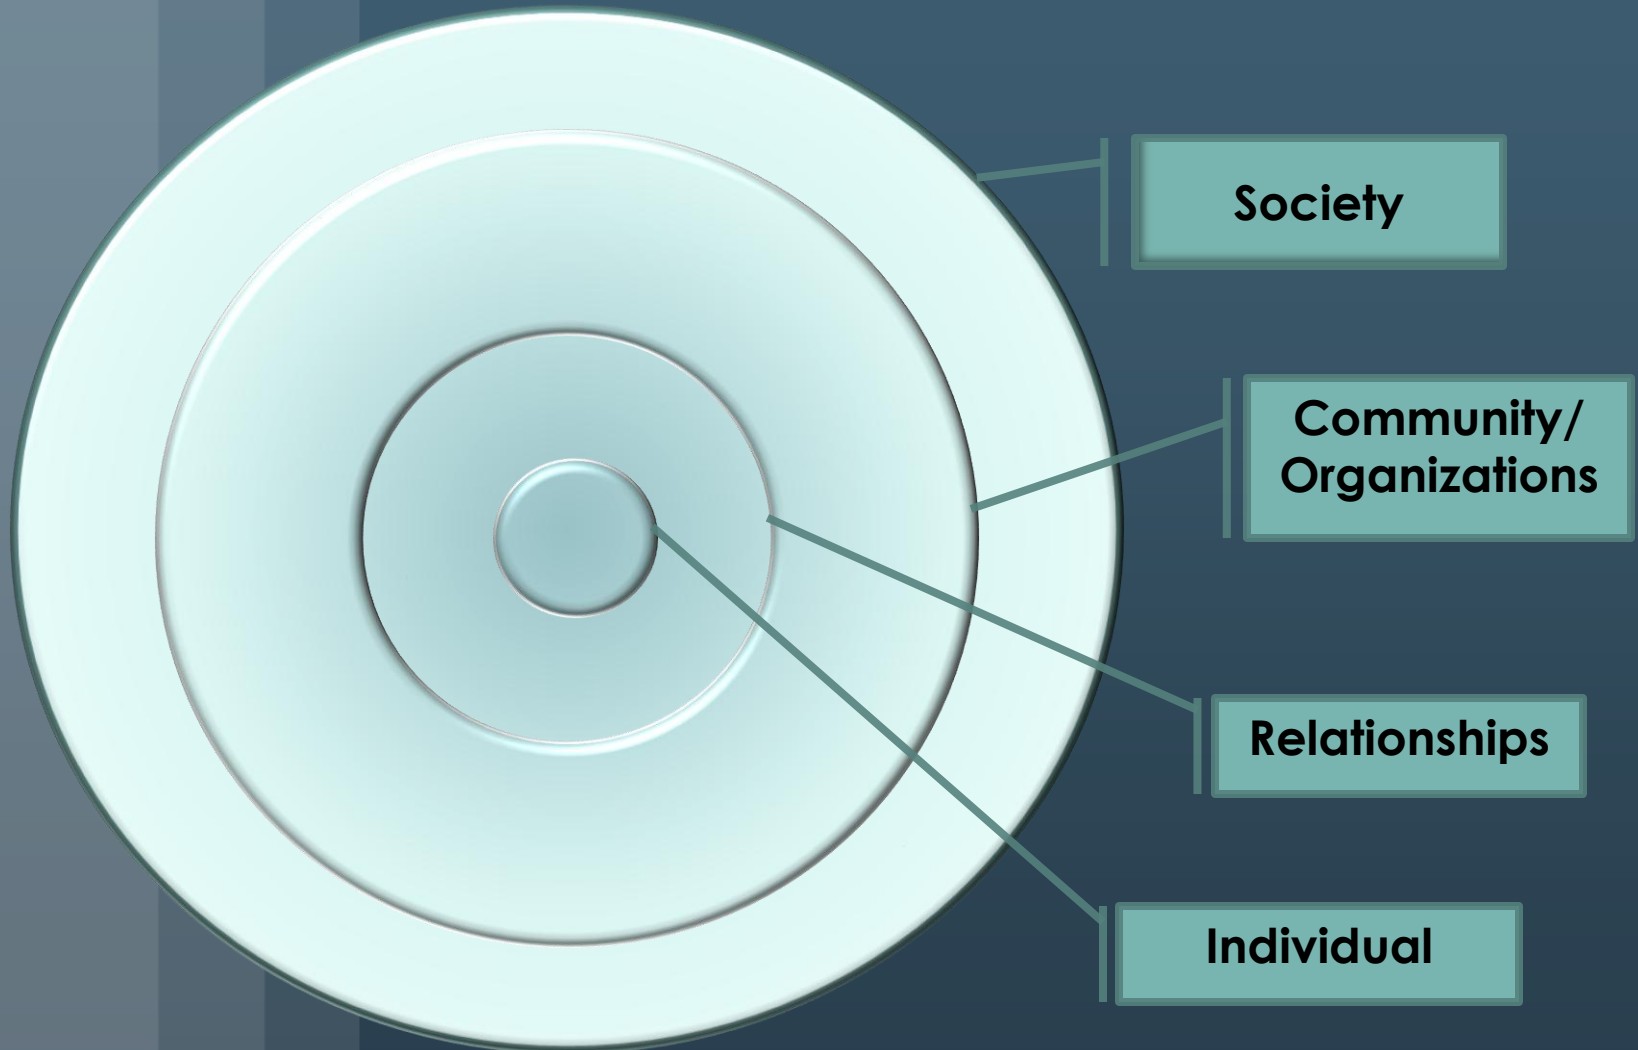 Society
Community/
Organizations
Relationships
Individual